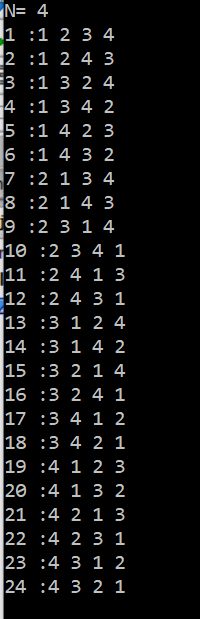 N= 4
1 :1 2 3 4
2 :1 2 4 3
3 :1 3 2 4
4 :1 3 4 2
5 :1 4 2 3
6 :1 4 3 2
7 :2 1 3 4
8 :2 1 4 3
9 :2 3 1 4
10 :2 3 4 1
11 :2 4 1 3
12 :2 4 3 1
13 :3 1 2 4
14 :3 1 4 2
15 :3 2 1 4
16 :3 2 4 1
17 :3 4 1 2
18 :3 4 2 1
19 :4 1 2 3
20 :4 1 3 2
21 :4 2 1 3
22 :4 2 3 1
23 :4 3 1 2
24 :4 3 2 1